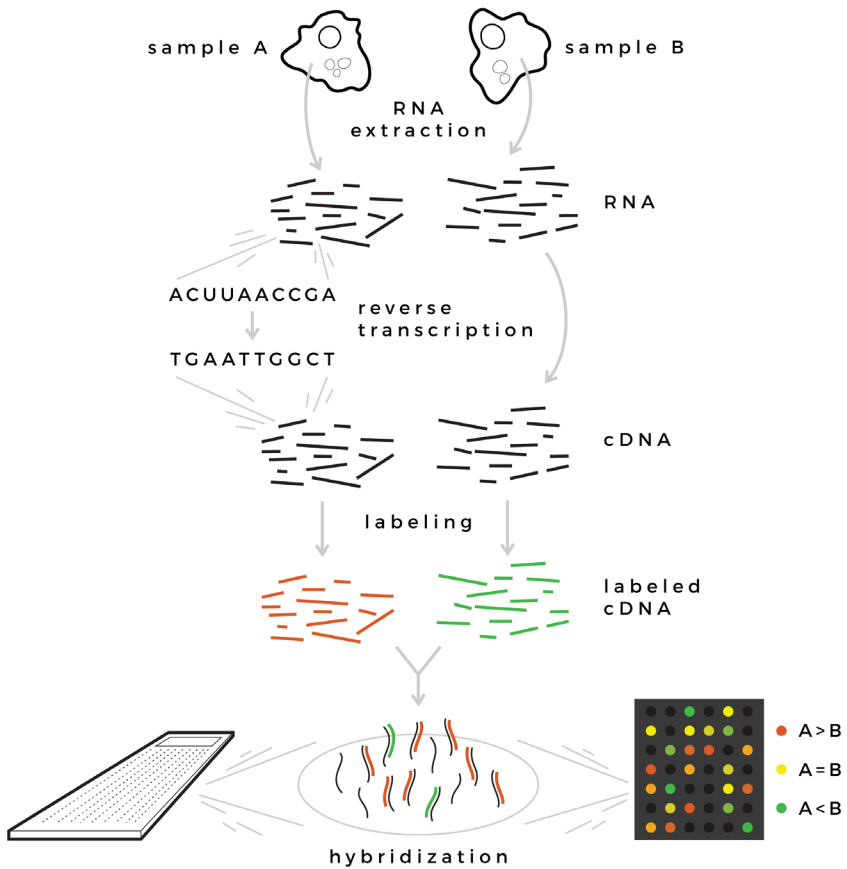 sample A
sample B
RNA
extraction
RNA
ACUUAACCGA
reverse
transcription
TGAATTGGCT
cDNA
labeling
labeled
cDNA
A>B
A=B
A<B
hybridization